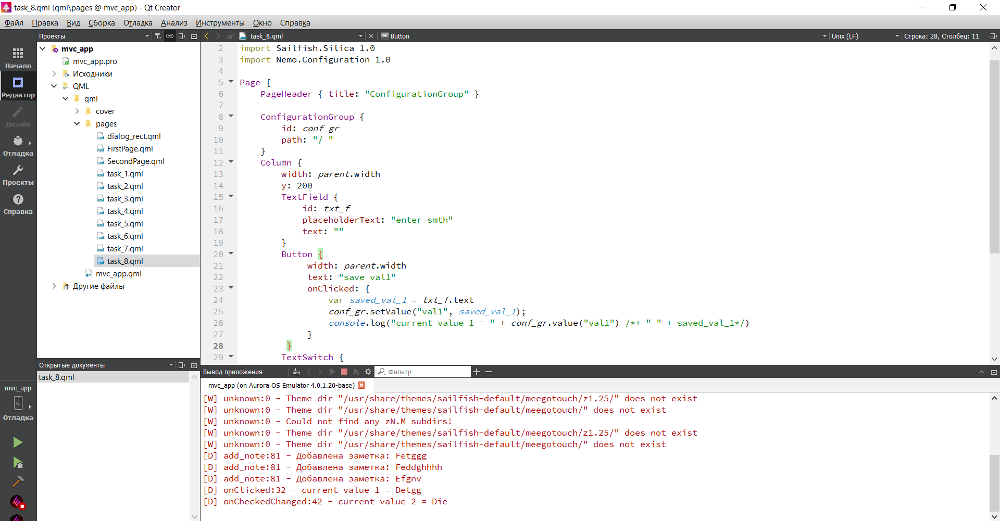 task_8.qml (qml\pages @ mvc_app) - Qt Creator
Файл Правка Вид Сборка Отладка Анализ Инструменты Окно Справка
Проекты
task_8.qml
Button
Unix (LF)
Строка: 28, Столбец: 11
Начало
Редактор
Дизайн
Отладка
Проекты
Справка
mvc_app
mvc_app.pro
Исходники
QML
qml
cover
pages
dialog_rect.qml
FirstPage.qml
SecondPage.qml
task_1.qml
task_2.qml
task_3.qml
task_4.qml
task_5.qml
task_6.qml
task_7.qml
task_8.qml
mvc_app.qml
Другие файлы
2 import Sailfish.Silica 1.0
3 import Nemo.Configuration 1.0
4
5 Page {
6 PageHeader { title: "ConfigurationGroup" }
7
8 ConfigurationGroup {
9 id: conf_gr
10 path: "/ "
11 }
12 Column {
13 width: parent.width
14 y: 200
15 TextField {
16 id: txt_f
17 placeholderText: "enter smth"
18 text: ""
19 }
20 Button {
21 width: parent.width
22 text: "save val1"
23 onClicked: {
24 var saved_val_1 = txt_f.text
25 conf_gr.setValue("val1", saved_val_1);
26 console.log("current value 1 = " + conf_gr.value("val1") /*+ " " + saved_val_1*/)
27 }
28 }
29 TextSwitch {
Открытые документы
task_8.qml
mvc_app
Отладка
Вывод приложения
Фильтр
mvc_app (on Aurora OS Emulator 4.0.1.20-base)
[W] unknown:0 - Theme dir "/usr/share/themes/sailfish-default/meegotouch/z1.25/" does not exist
[W] unknown:0 - Theme dir "/usr/share/themes/sailfish-default/meegotouch/" does not exist
[W] unknown:0 - Could not find any zN.M subdirs!
[W] unknown:0 - Theme dir "/usr/share/themes/sailfish-default/meegotouch/z1.25/" does not exist
[W] unknown:0 - Theme dir "/usr/share/themes/sailfish-default/meegotouch/" does not exist
[D] add_note:81 - Добавлена заметка: Fetggg
[D] add_note:81 - Добавлена заметка: Feddghhhh
[D] add_note:81 - Добавлена заметка: Efgnv
[D] onClicked:32 - current value 1 = Detgg
[D] onCheckedChanged:42 - current value 2 = Die